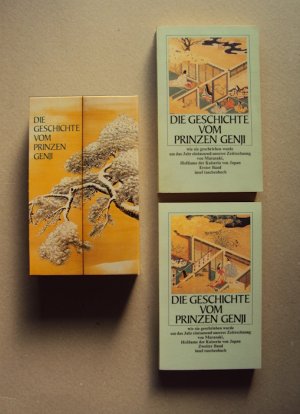 DIE
GESCHICHTE
VOM
PRINZEN
GENJI
DIE GESCHICHTE
VOM
PRINZEN GENJI
wie sie geschrieben wurde
um das Jahr eintausend unserer Zeitrechnung
von Murasaki,
Hofdame der Kaiserin von Japan
Erster Band
insel taschenbuch
DIE GESCHICHTE
VOM
PRINZEN GENJI
wie sie geschrieben wurde
um das Jahr eintausend unserer Zeitrechnung
von Murasaki,
Hofdame der Kaiserin von Japan
Zweiter Band
insel taschenbuch